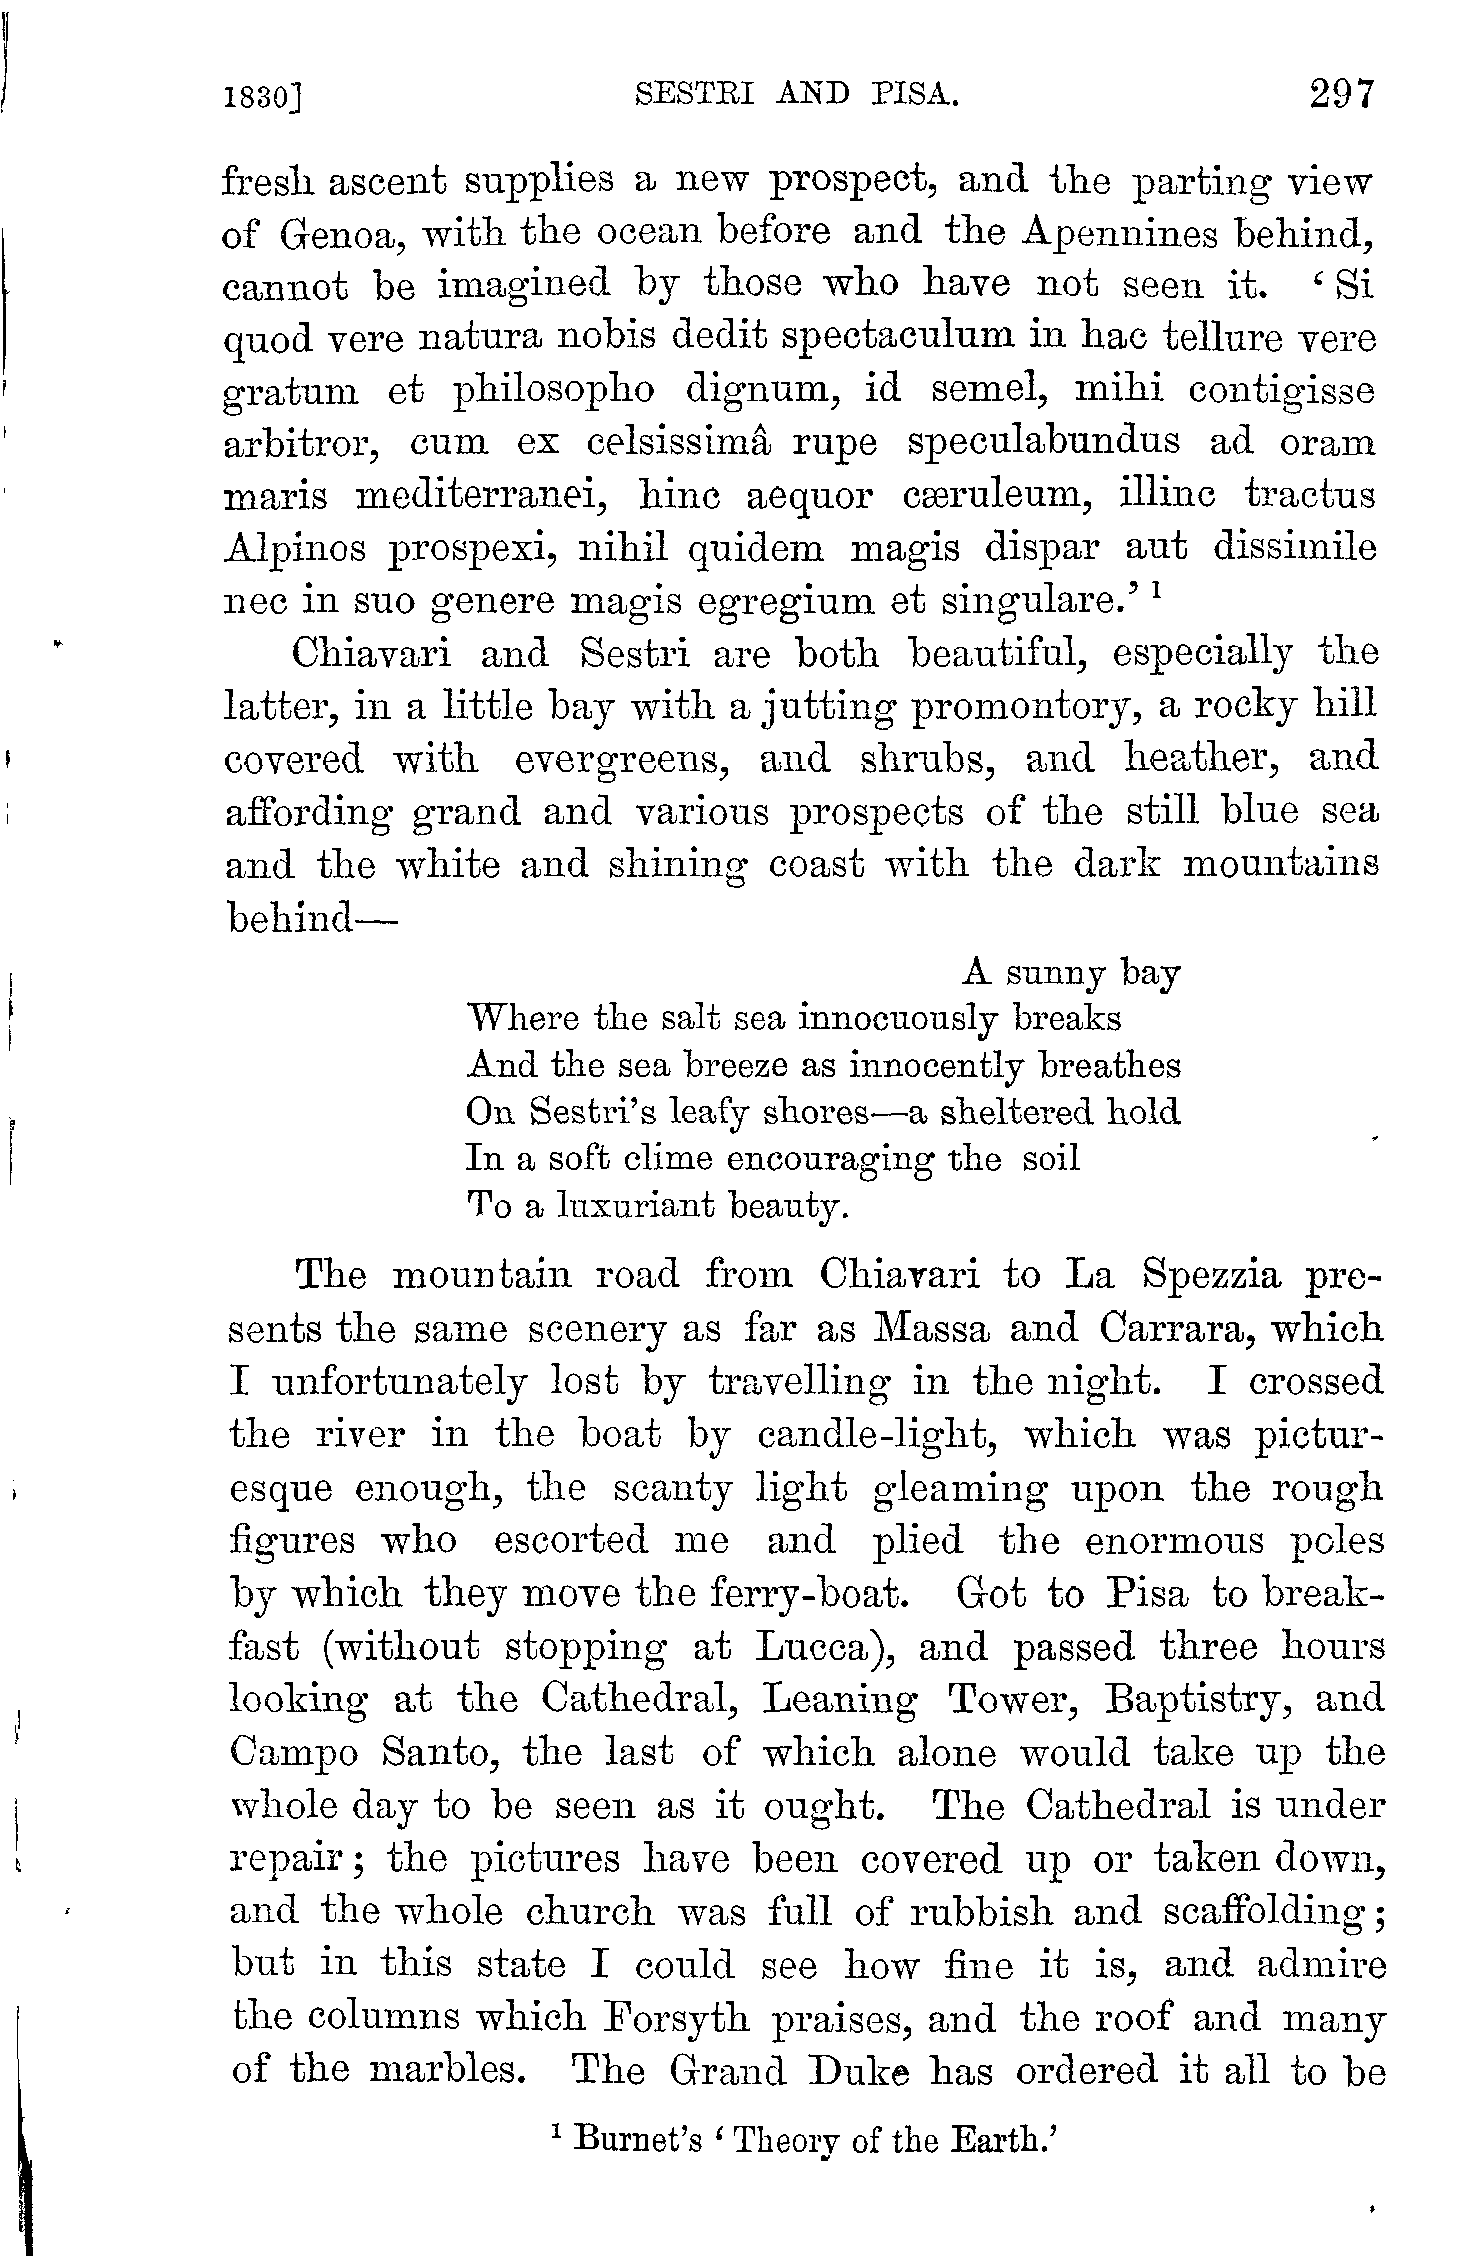 1830] SESTRI AND PISA. 297
fresh ascent supplies a new prospect, and the parting view
of Genoa, with the ocean before and the Apennines behind,
cannot be imagined by those who have not seen it. ‘Si
quod vere natura nobis dedit spectaculum in hac tellure vere
gratum et philosopho dignum, id semel, mihi contigisse
arbitror, cum ex celsissimâ rupe speculabundus ad oram
maris mediterranei, hinc aequor cæruleum, illinc tractus
Alpinos prospexi, nihil quidem magis dispar aut dissimile
nec in suo genere magis egregium et singulare.’ 1
Chiavari and Sestri are both beautiful, especially the
latter, in a little bay with a jutting promontory, a rocky hill
covered with evergreens, and shrubs, and heather, and
affording grand and various prospects of the still blue sea
and the white and shining coast with the dark mountains
behind—
A sunny bay
Where the salt sea innocuously breaks
And the sea breeze as innocently breathes
On Sestri’s leafy shores—a sheltered hold
In a soft clime encouraging the soil
To a luxuriant beauty.
The mountain road from Chiavari to La Spezzia pre-
sents the same scenery as far as Massa and Carrara, which
I unfortunately lost by travelling in the night. I crossed
the river in the boat by candle-light, which was pictur-
esque enough, the scanty light gleaming upon the rough
figures who escorted me and plied the enormous poles
by which they move the ferry-boat. Got to Pisa to break-
fast (without stopping at Lucca), and passed three hours
looking at the Cathedral, Leaning Tower, Baptistry, and
Campo Santo, the last of which alone would take up the
whole day to be seen as it ought. The Cathedral is under
repair; the pictures have been covered up or taken down,
and the whole church was full of rubbish and scaffolding;
but in this state I could see how fine it is, and admire
the columns which Forsyth praises, and the roof and many
of the marbles. The Grand Duke has ordered it all to be
1 Burnet’s ‘Theory of the Earth.’